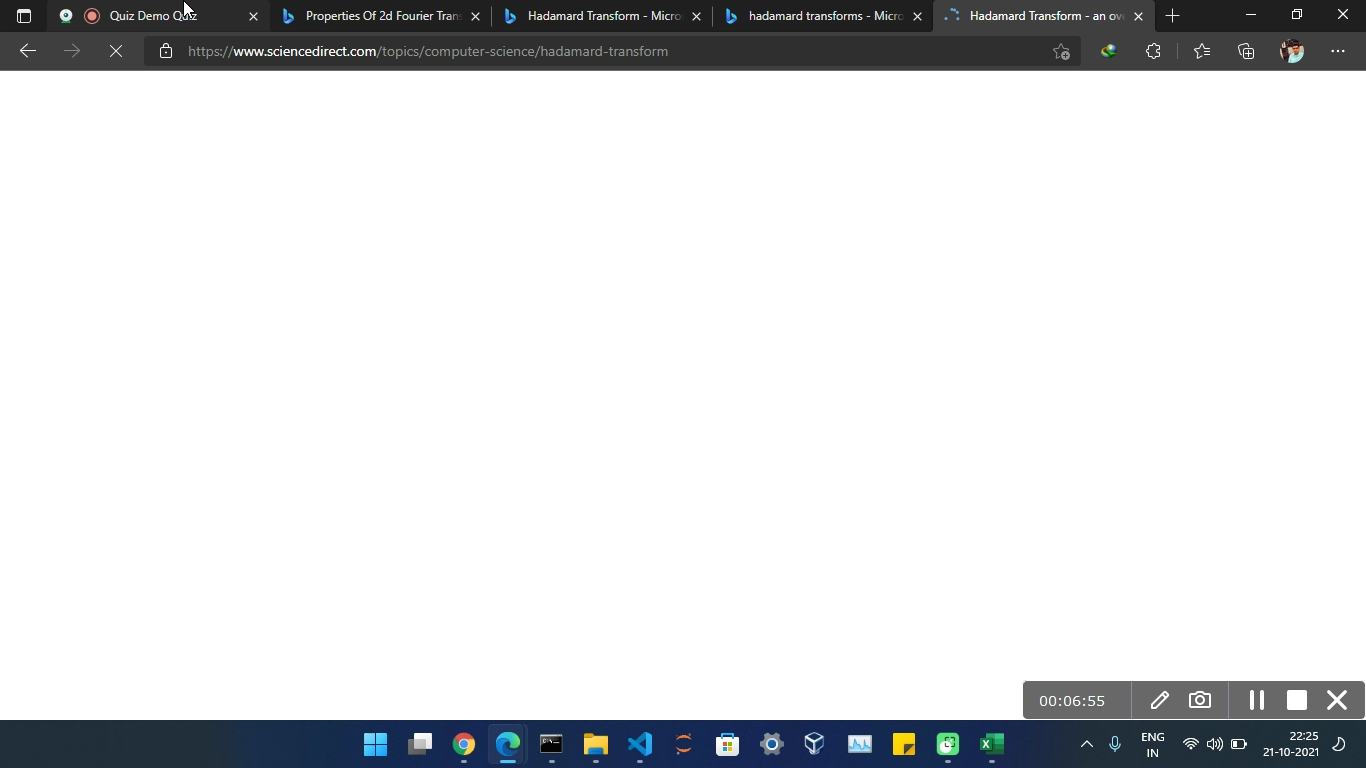 Quiz Demo Quiz
Properties Of 2d Fourier Trans
Hadamard Transform - Micro
hadamard transforms - Micro
Hadamard Transform - an ov
https://www.sciencedirect.com/topics/computer-science/hadamard-transform
00:06:55
ENG
IN
22:25
21-10-2021